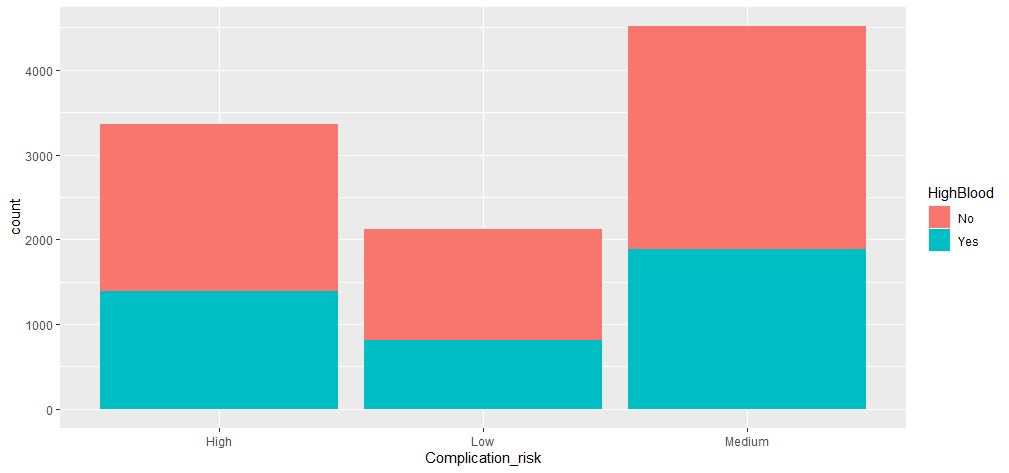 4000
3000
2000
1000
0
count
High
Low
Medium
Complication_risk
HighBlood
No
Yes